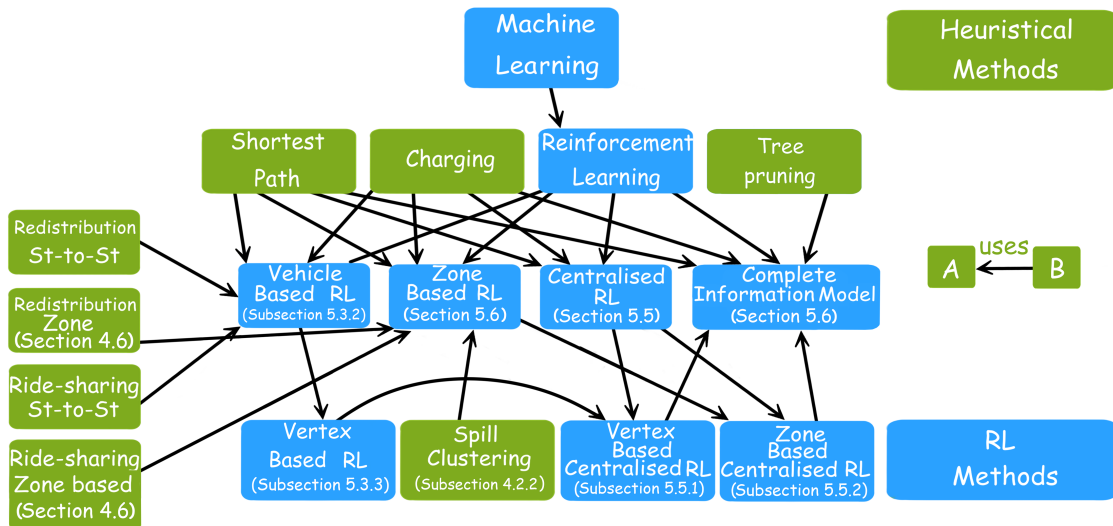 Machine
Learning
Heuristical
Methods
Shortest
Path
Charging
Reinforcement
Learning
Tree
pruning
Redistribution
St-to-St
Vehicle
Based RL
(Subsection 5.3.2)
Zone
Based RL
(Section 5.6)
Centralised
RL
(Section 5.5)
Complete
Information Model
(Section 5.6)
uses
A
B
Redistribution
Zone
(Section 4.6)
Ride-sharing
St-to-St
Ride-sharing
Zone based
(Section 4.6)
Vertex
Based RL
(Subsection 5.3.3)
Spill
Clustering
(Subsection 4.2.2)
Vertex
Based
Centralised RL
(Subsection 5.5.1)
Zone
Based
Centralised RL
(Subsection 5.5.2)
RL
Methods